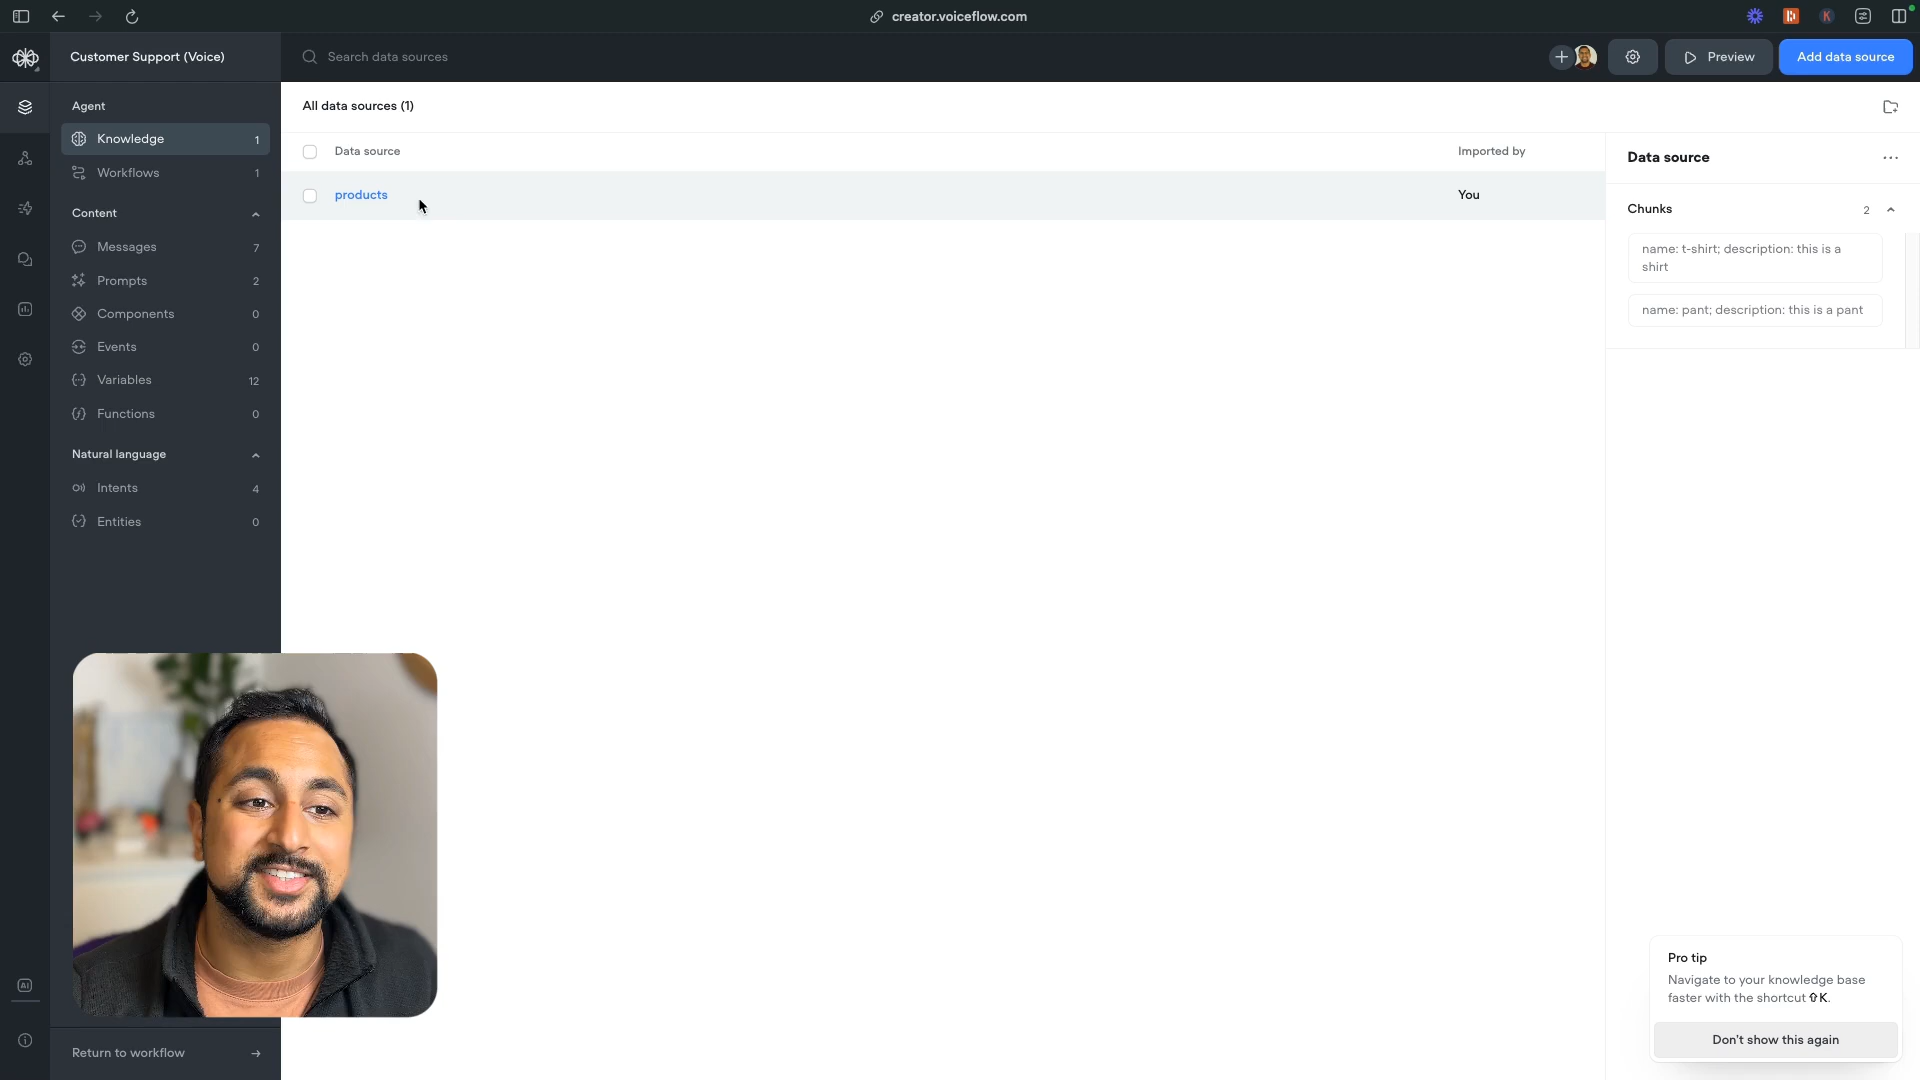 creator.voiceflow.com
K
Customer Support (Voice)
Search data sources
Preview
Add data source
Agent
Knowledge 1
Workflows 1
Content
Messages 7
Prompts 2
Components 0
Events 0
Variables 12
Functions 0
Natural language
Intents 4
Entities 0
AI
Return to workflow →
All data sources (1)
Data source
Imported by
products
You
Data source
Chunks 2
name: t-shirt; description: this is a
shirt
name: pant; description: this is a pant
Pro tip
Navigate to your knowledge base
faster with the shortcut ⇧K.
Don't show this again